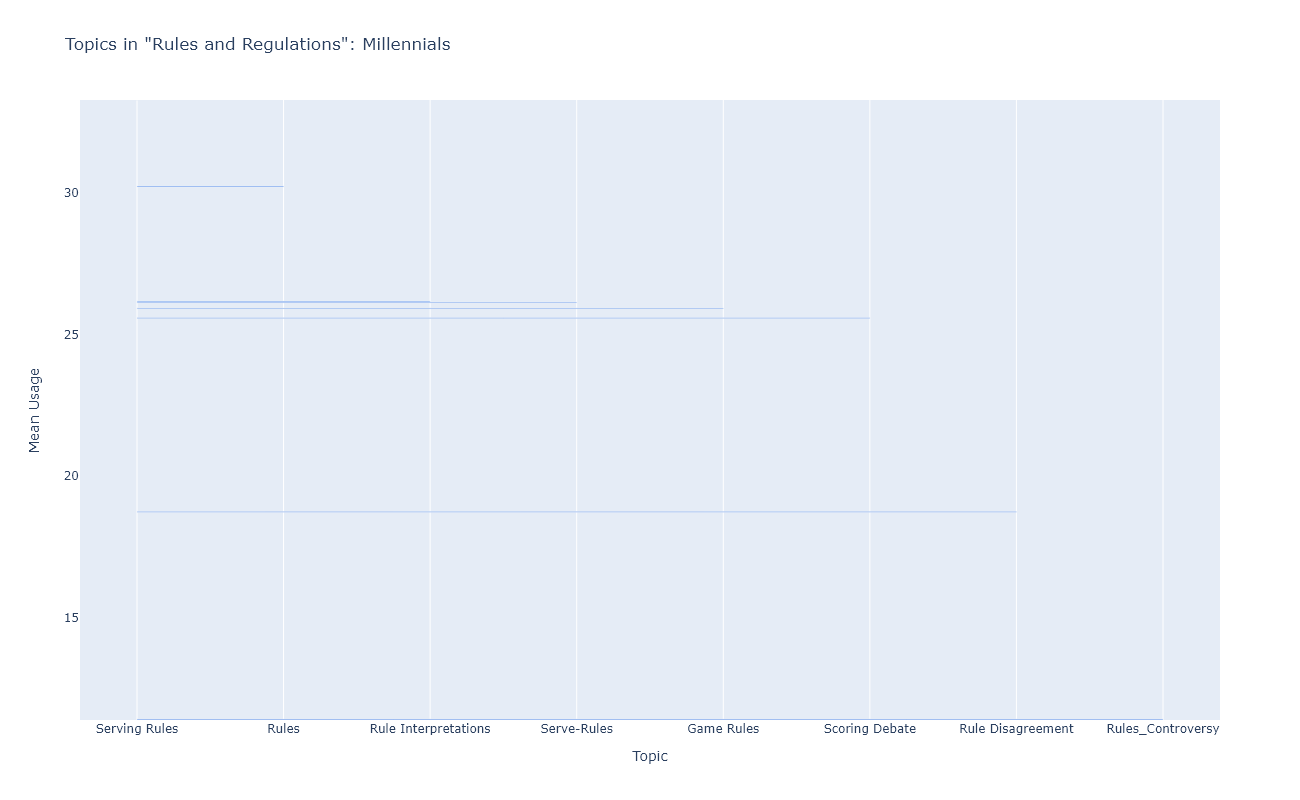 Topics in "Rules and Regulations": Millennials
30
25
20
15
Mean Usage
Serving Rules
Rules
Rule Interpretations
Serve-Rules
Game Rules
Scoring Debate
Rule Disagreement
Rules_Controversy
Topic